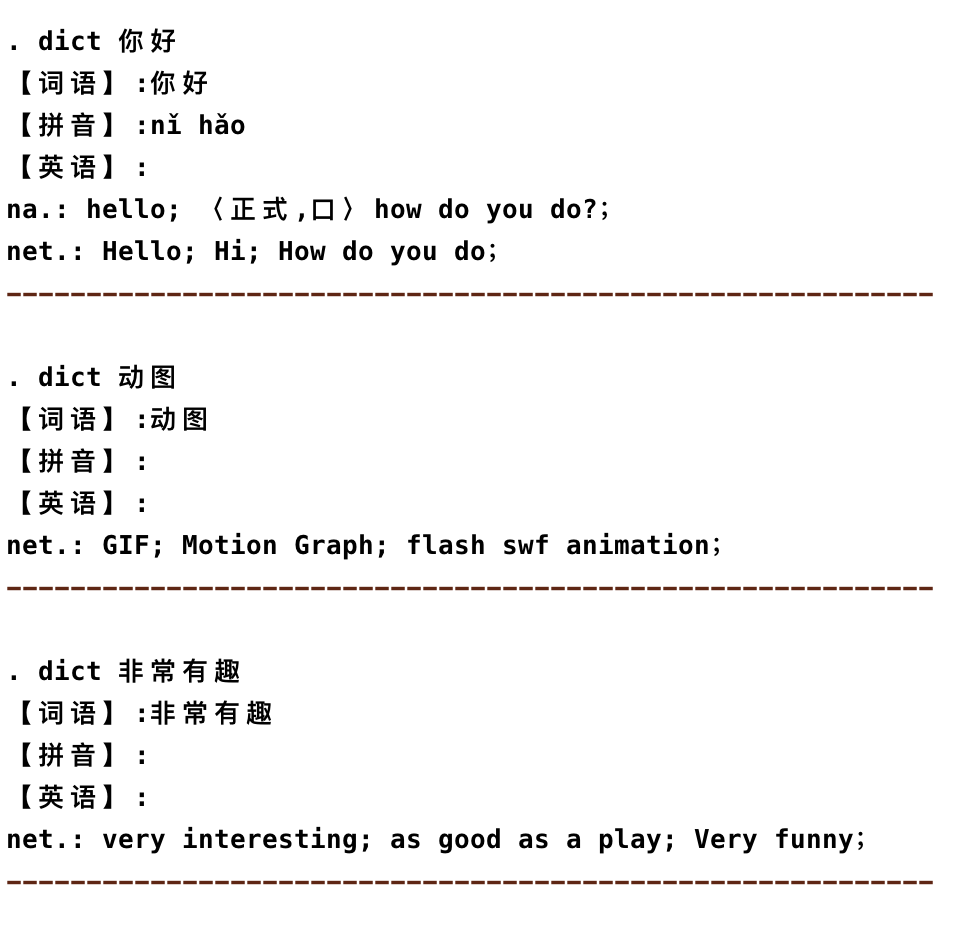 . dict 你好
【词语】:你好
【拼音】:nǐ hǎo
【英语】:
na.: hello; 〈正式,口〉how do you do?;
net.: Hello; Hi; How do you do;
----------------------------------------------------------
. dict 动图
【词语】:动图
【拼音】:
【英语】:
net.: GIF; Motion Graph; flash swf animation;
----------------------------------------------------------
. dict 非常有趣
【词语】:非常有趣
【拼音】:
【英语】:
net.: very interesting; as good as a play; Very funny;
----------------------------------------------------------